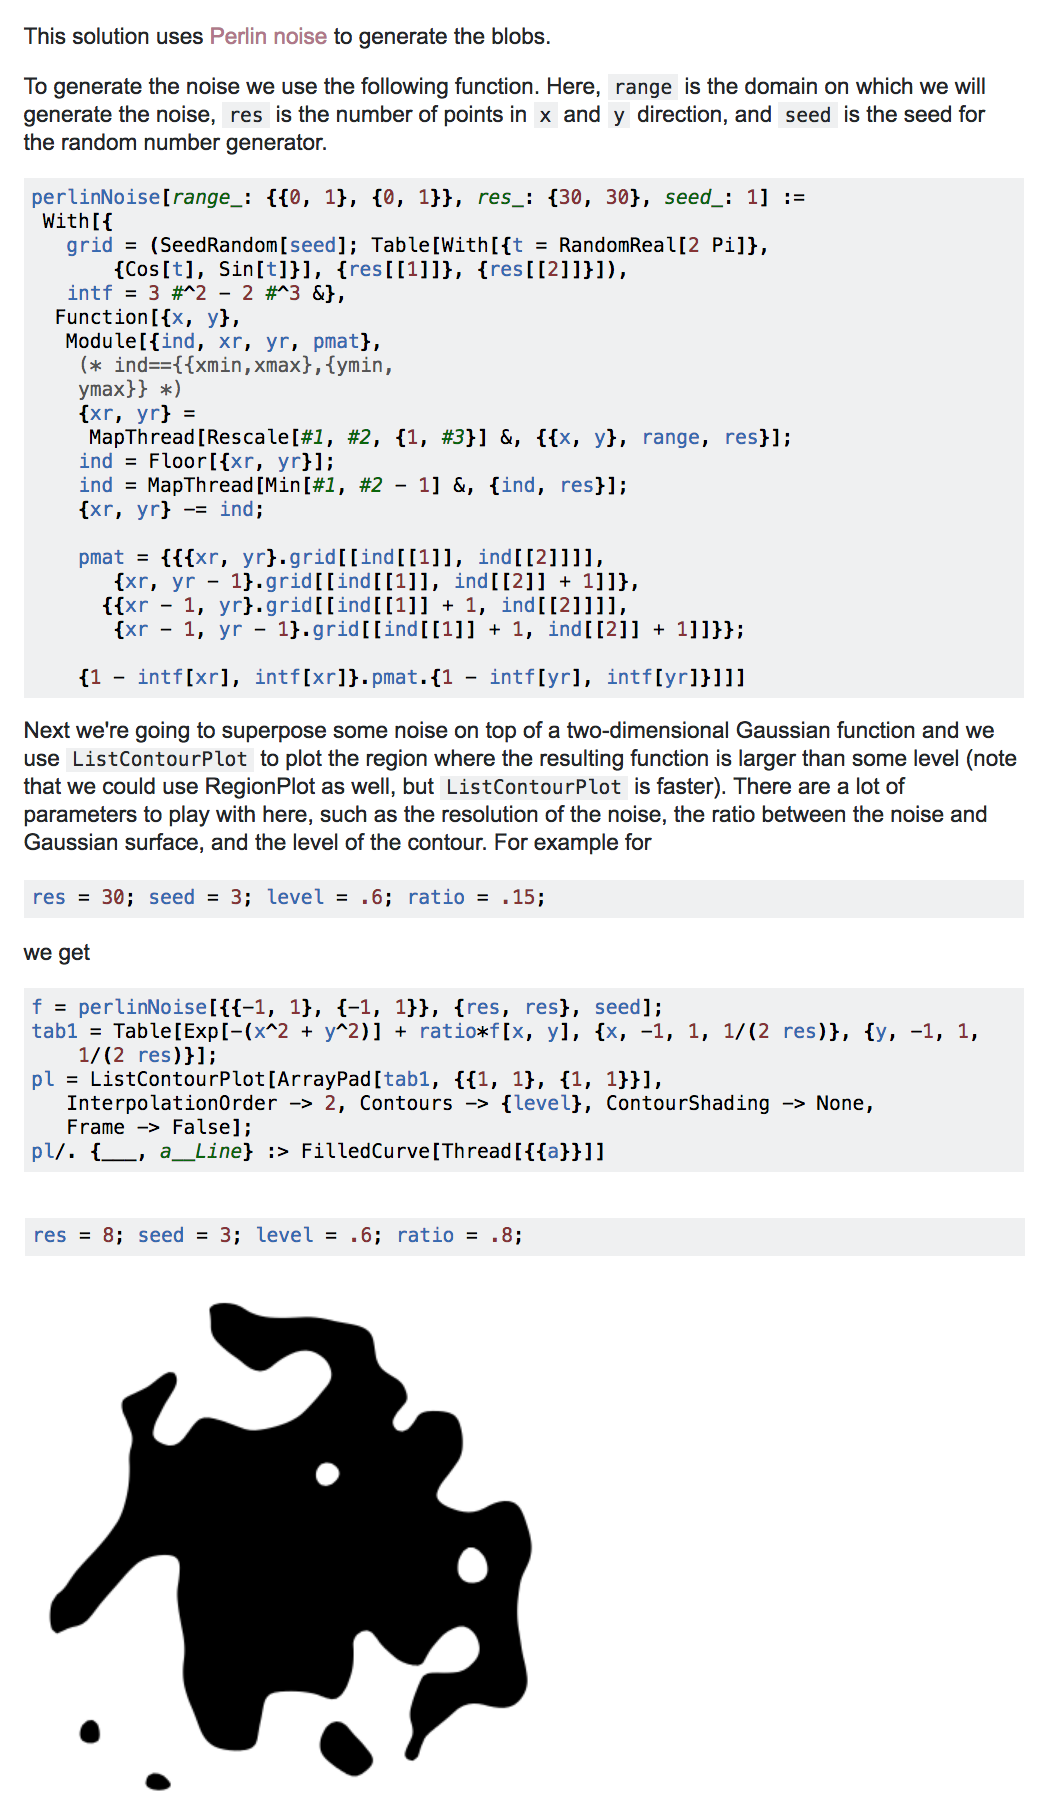 This solution uses Perlin noise to generate the blobs.
To generate the noise we use the following function. Here, range is the domain on which we will
generate the noise, res is the number of points in x and y direction, and seed is the seed for
the random number generator.
perlinNoise[range_: {{0, 1}, {0, 1}}, res_: {30, 30}, seed_: 1] :=
With[{
grid = (SeedRandom[seed]; Table[With[{t = RandomReal[2 Pi]},
{Cos[t], Sin[t]}], {res[[1]]}, {res[[2]]}]),
intf = 3 #^2 - 2 #^3 &},
Function[{x, y},
Module[{ind, xr, yr, pmat},
(* ind=={{xmin,xmax},{ymin,
ymax}} *)
{xr, yr} =
MapThread[Rescale[#1, #2, {1, #3}] &, {{x, y}, range, res}];
ind = Floor[{xr, yr}];
ind = MapThread[Min[#1, #2 - 1] &, {ind, res}];
{xr, yr} -= ind;
pmat = {{{xr, yr}.grid[[ind[[1]], ind[[2]]]],
{xr, yr - 1}.grid[[ind[[1]], ind[[2]] + 1]]},
{{xr - 1, yr}.grid[[ind[[1]] + 1, ind[[2]]]],
{xr - 1, yr - 1}.grid[[ind[[1]] + 1, ind[[2]] + 1]]}};
{1 - intf[xr], intf[xr]}.pmat.{1 - intf[yr], intf[yr]}]]]
Next we're going to superpose some noise on top of a two-dimensional Gaussian function and we
use ListContourPlot to plot the region where the resulting function is larger than some level (note
that we could use RegionPlot as well, but ListContourPlot is faster). There are a lot of
parameters to play with here, such as the resolution of the noise, the ratio between the noise and
Gaussian surface, and the level of the contour. For example for
res = 30; seed = 3; level = .6; ratio = .15;
we get
f = perlinNoise[{{-1, 1}, {-1, 1}}, {res, res}, seed];
tab1 = Table[Exp[-(x^2 + y^2)] + ratio*f[x, y], {x, -1, 1, 1/(2 res)}, {y, -1, 1,
1/(2 res)}];
pl = ListContourPlot[ArrayPad[tab1, {{1, 1}, {1, 1}}],
InterpolationOrder -> 2, Contours -> {level}, ContourShading -> None,
Frame -> False];
pl/. {___, a__Line} :> FilledCurve[Thread[{{a}}]]
res = 8; seed = 3; level = .6; ratio = .8;